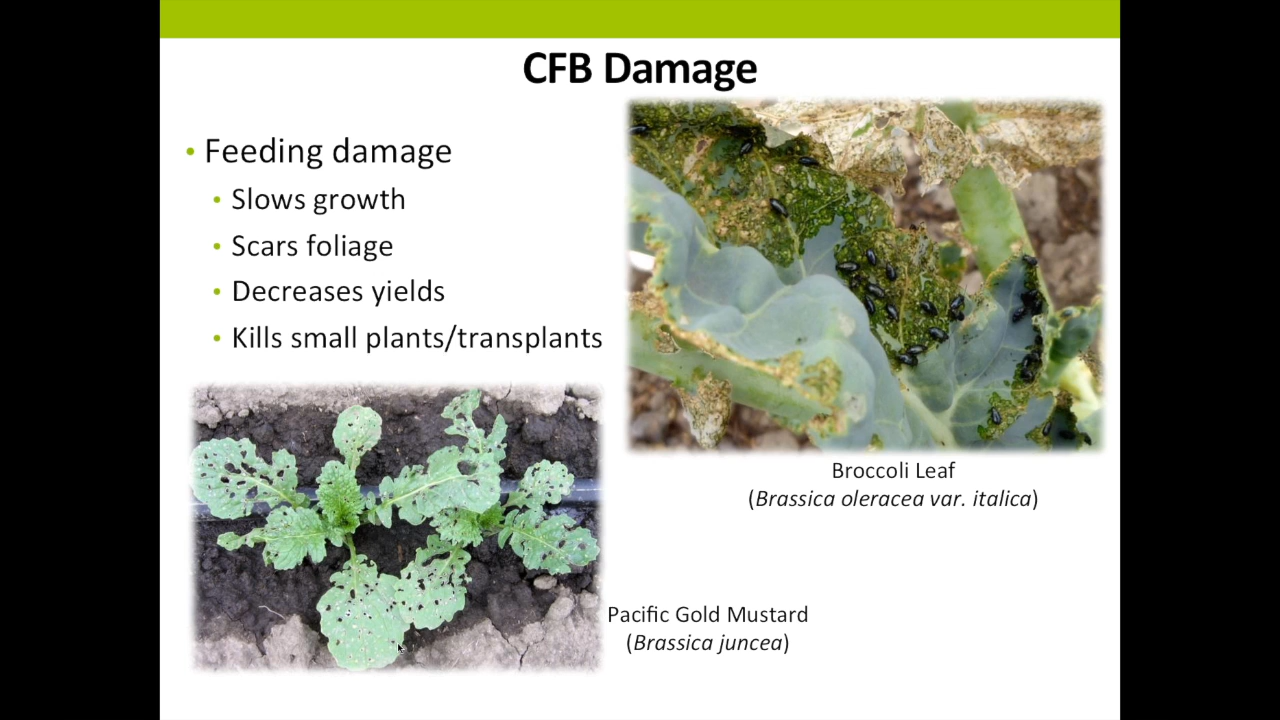 CFB Damage
• Feeding damage
• Slows growth
• Scars foliage
• Decreases yields
• Kills small plants/transplants
Broccoli Leaf
(Brassica oleracea var. italica)
Pacific Gold Mustard
(Brassica juncea)